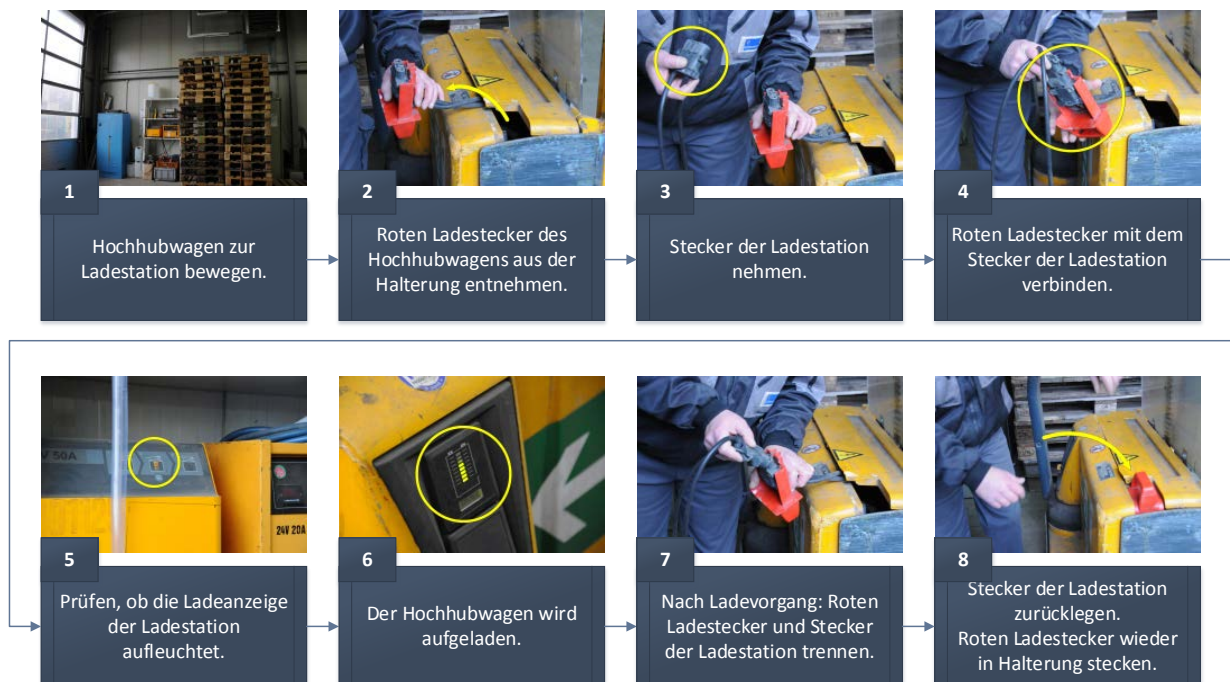 1
Hochhubwagen zur
Ladestation bewegen.
2
Roten Ladestecker des
Hochhubwagens aus der
Halterung entnehmen.
3
Stecker der Ladestation
nehmen.
4
Roten Ladestecker mit dem
Stecker der Ladestation
verbinden.
V 50A
24V 20A
5
Prüfen, ob die Ladeanzeige
der Ladestation
aufleuchtet.
6
Der Hochhubwagen wird
aufgeladen.
7
Nach Ladevorgang: Roten
Ladestecker und Stecker
der Ladestation trennen.
8
Stecker der Ladestation
zurücklegen.
Roten Ladestecker wieder
in Halterung stecken.